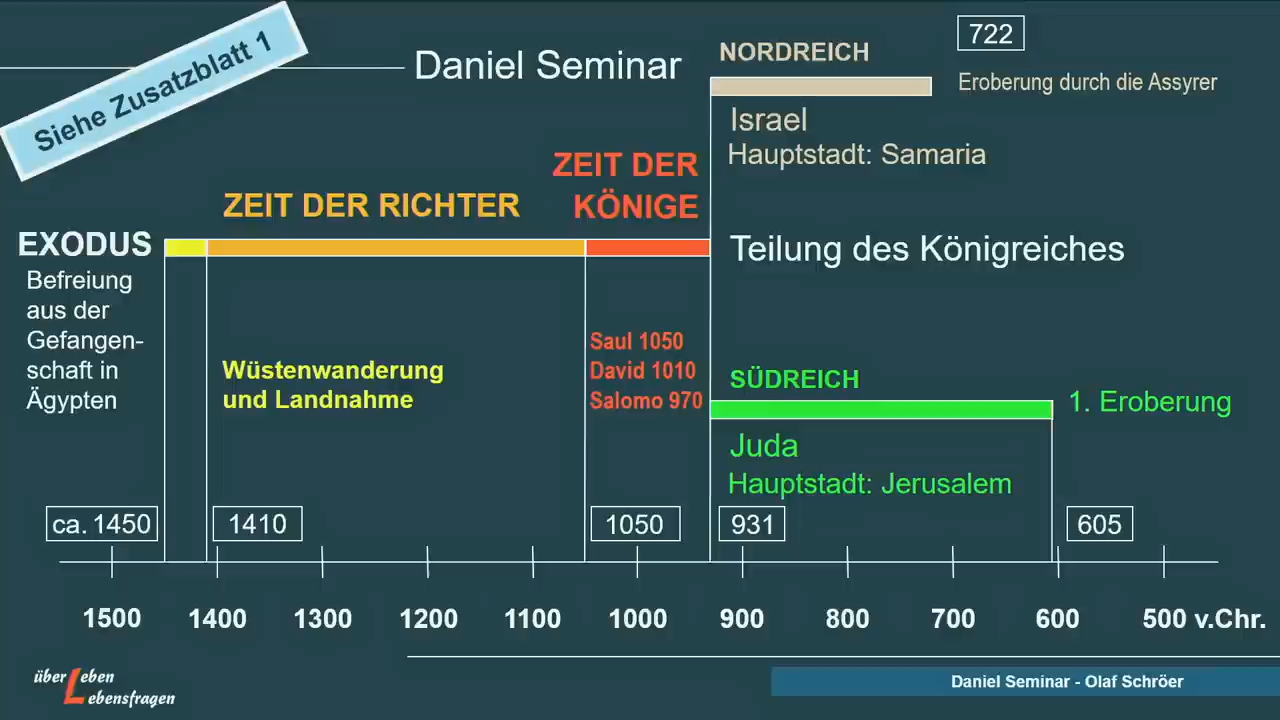 Siehe Zusatzblatt 1
Daniel Seminar
NORDREICH
722
Eroberung durch die Assyrer
Israel
Hauptstadt: Samaria
ZEIT DER
KÖNIGE
ZEIT DER RICHTER
EXODUS
Befreiung
aus der
Gefangen-
schaft in
Ägypten
Teilung des Königreiches
Wüstenwanderung
und Landnahme
Saul 1050
David 1010
Salomo 970
SÜDREICH
1. Eroberung
Juda
Hauptstadt: Jerusalem
ca. 1450
1410
1050
931
605
1500 1400 1300 1200 1100 1000 900 800 700 600 500 v.Chr.
über Leben
Lebensfragen
Daniel Seminar - Olaf Schröer